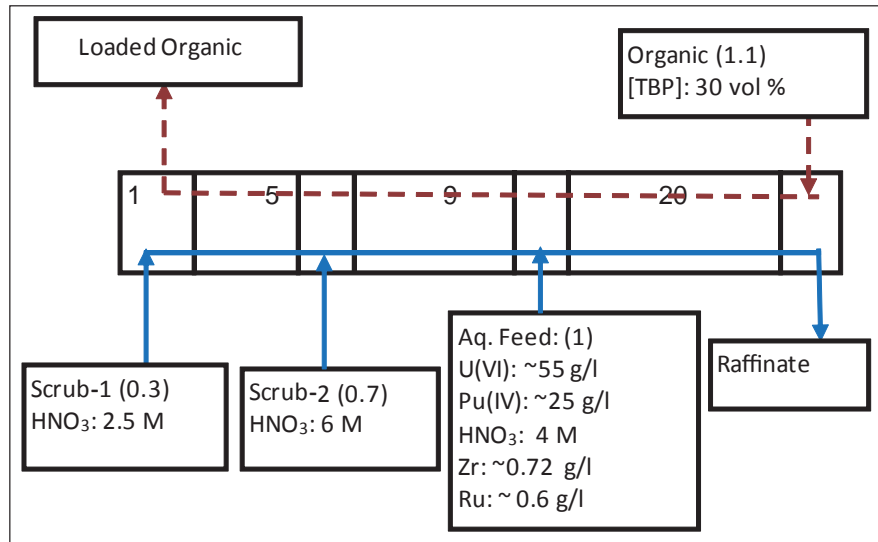 Loaded Organic
Organic (1.1)
[TBP]: 30 vol %
1
5
9
20
Scrub-1 (0.3)
HNO₃: 2.5 M
Scrub-2 (0.7)
HNO₃: 6 M
Aq. Feed: (1)
U(VI): ~55 g/l
Pu(IV): ~25 g/l
HNO₃:  4 M
Zr: ~0.72  g/l
Ru: ~ 0.6 g/l
Raffinate